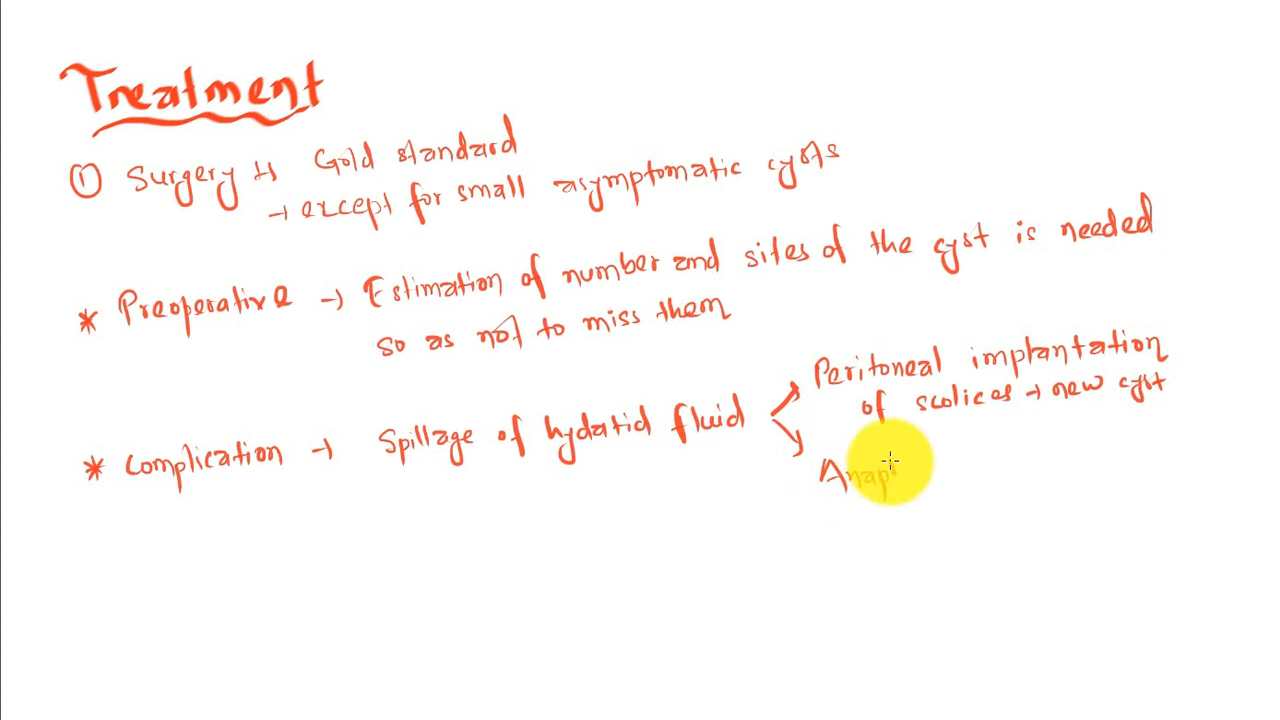 Treatment
① Surgery → Gold standard
→ except for small asymptomatic cysts
* Preoperative → Estimation of number and sites of the cyst is needed
so as not to miss them
* Complication → Spillage of hydatid fluid
Peritoneal implantation
of scolices → new cyst
Anap